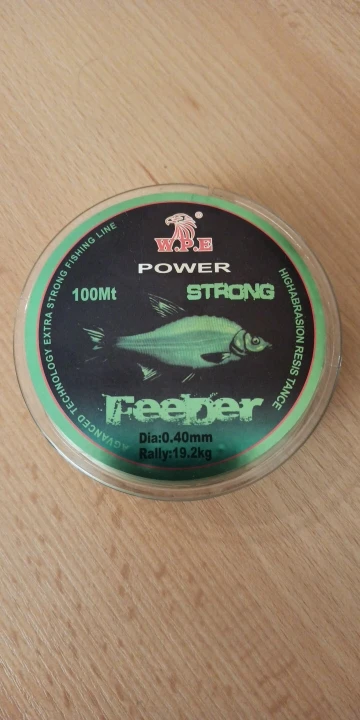 W.P.E
POWER
100Mt
STRONG
Feeber
Dia:0.40mm
Rally:19.2kg
AGVANCED TECHNOLOGY EXTRA STRONG FISHING LINE
HIGHABRASION RESIS TANCE